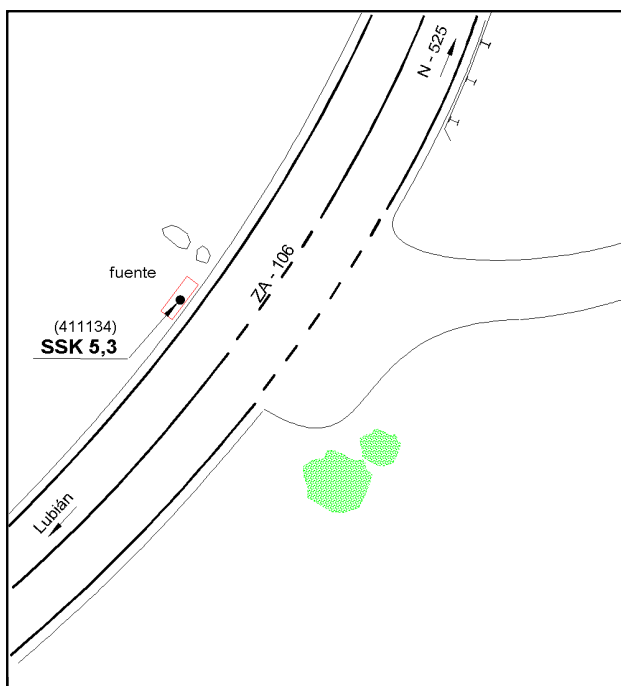 N - 525
ZA - 106
fuente
(411134)
SSK 5,3
Lubián